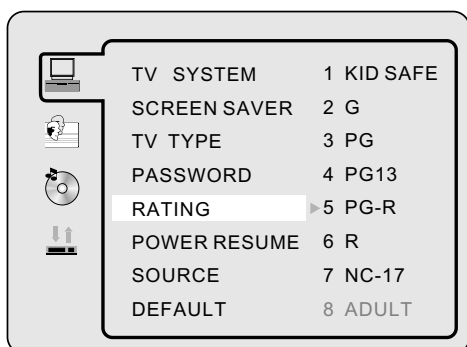 TV SYSTEM 1 KID SAFE
SCREEN SAVER 2 G
TV TYPE 3 PG
PASSWORD 4 PG13
RATING 5 PG-R
POWER RESUME 6 R
SOURCE 7 NC-17
DEFAULT 8 ADULT